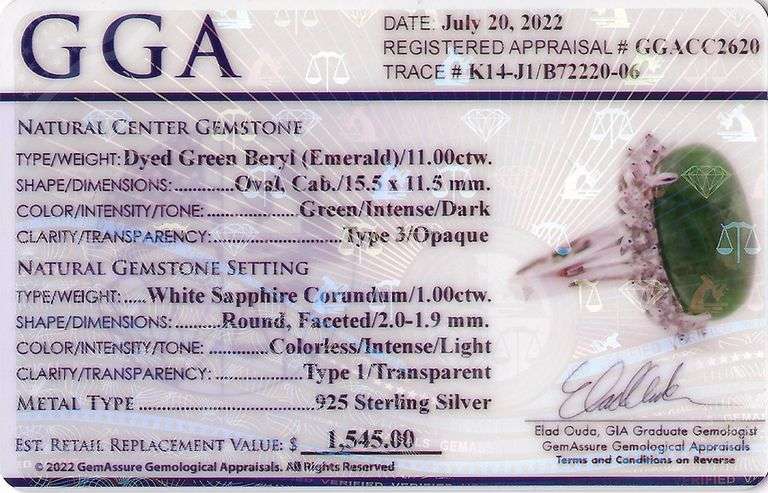 GGA
DATE: July 20, 2022
REGISTERED APPRAISAL # GGACC2620
TRACE # K14-J1/B72220-06
NATURAL CENTER GEMSTONE
TYPE/WEIGHT: Dyed Green Beryl (Emerald)/11.00ctw.
SHAPE/DIMENSIONS: ............Oval, Cab./15.5 x 11.5 mm.
COLOR/INTENSITY/TONE: ..................Green/Intense/Dark
CLARITY/TRANSPARENCY: .........................Type 3/Opaque
NATURAL GEMSTONE SETTING
TYPE/WEIGHT: .....White Sapphire Corundum/1.00ctw.
SHAPE/DIMENSIONS: .........Round, Faceted/2.0-1.9 mm.
COLOR/INTENSITY/TONE: ............Colorless/Intense/Light
CLARITY/TRANSPARENCY: ..................Type 1/Transparent
METAL TYPE ...................................925 Sterling Silver
EST. RETAIL REPLACEMENT VALUE: $ 1,545.00
© 2022 GemAssure Gemological Appraisals. All Rights Reserved
Elad Ouda, GIA Graduate Gemologist
GemAssure Gemological Appraisals
Terms and Conditions on Reverse